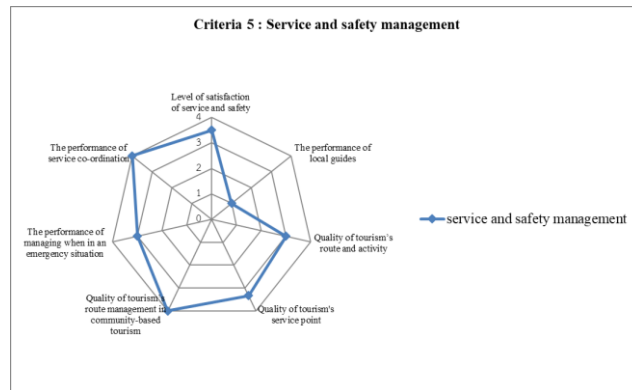 Criteria 5 : Service and safety management
Level of satisfaction
of service and safety
4
3
2
1
0
The performance of
local guides
Quality of tourism's
route and activity
Quality of tourism's
service point
Quality of tourism's
route management in
community-based
tourism
The performance of
managing when in an
emergency situation
The performance of
service co-ordination
service and safety management